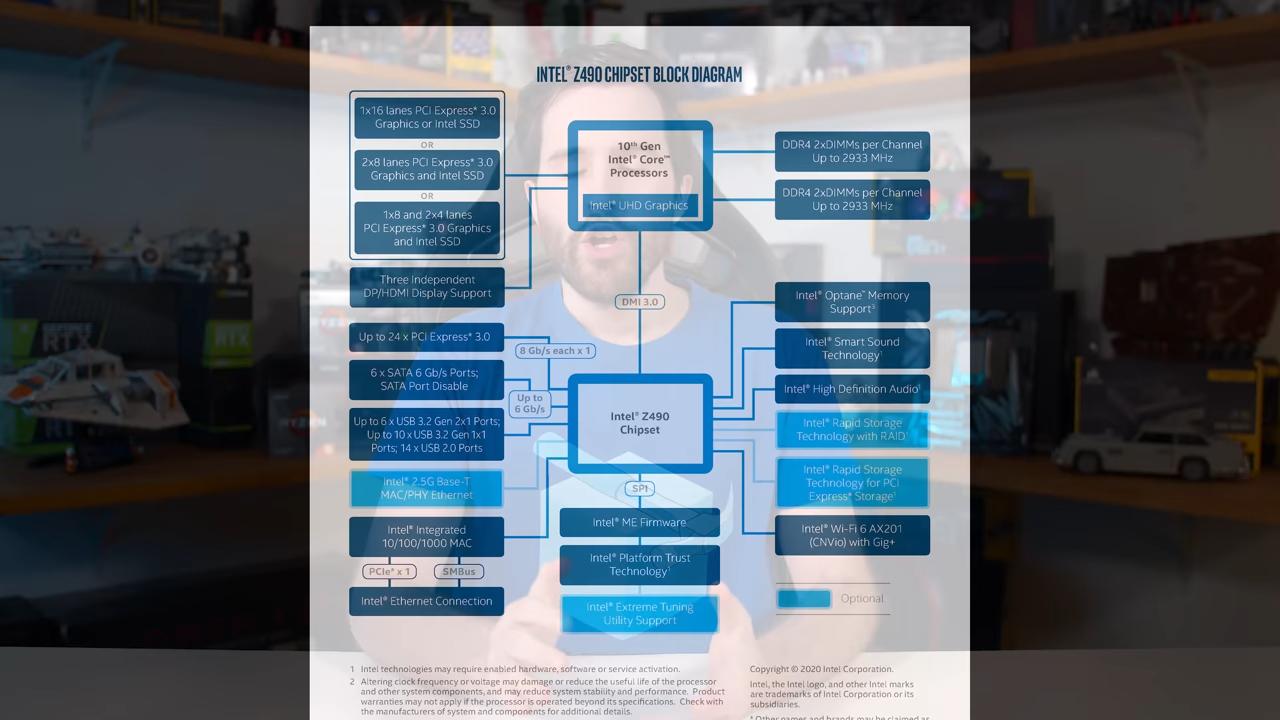 INTEL® Z490 CHIPSET BLOCK DIAGRAM
1x16 lanes PCI Express* 3.0
Graphics or Intel SSD
OR
2x8 lanes PCI Express* 3.0
Graphics and Intel SSD
OR
1x8 and 2x4 lanes
PCI Express* 3.0 Graphics
and Intel SSD
Three Independent
DP/HDMI Display Support
10th Gen
Intel® Core™
Processors
Intel® UHD Graphics
DDR4 2xDIMMs per Channel
Up to 2933 MHz
DDR4 2xDIMMs per Channel
Up to 2933 MHz
DMI 3.0
Up to 24 x PCI Express* 3.0
8 Gb/s each x 1
6 x SATA 6 Gb/s Ports;
SATA Port Disable
Up to
6 Gb/s
Up to 6 x USB 3.2 Gen 2x1 Ports;
Up to 10 x USB 3.2 Gen 1x1
Ports; 14 x USB 2.0 Ports
Intel® 2.5G Base-T
MAC/PHY Ethernet
Intel® Integrated
10/100/1000 MAC
PCIe* x 1
SMBus
Intel® Ethernet Connection
Intel® Z490
Chipset
SPI
Intel® ME Firmware
Intel® Platform Trust
Technology1
Intel® Extreme Tuning
Utility Support
Intel® Optane™ Memory
Support3
Intel® Smart Sound
Technology1
Intel® High Definition Audio1
Intel® Rapid Storage
Technology with RAID1
Intel® Rapid Storage
Technology for PCI
Express* Storage1
Intel® Wi-Fi 6 AX201
(CNVio) with Gig+
Optional
1 Intel technologies may require enabled hardware, software or service activation.
2 Altering clock frequency or voltage may damage or reduce the useful life of the processor
and other system components, and may reduce system stability and performance. Product
warranties may not apply if the processor is operated beyond its specifications. Check with
the manufacturers of system and components for additional details.
Copyright © 2020 Intel Corporation.
Intel, the Intel logo, and other Intel marks
are trademarks of Intel Corporation or its
subsidiaries.
* Other names and brands may be claimed as
GEFORCE
RTX
RTX
RYZEN